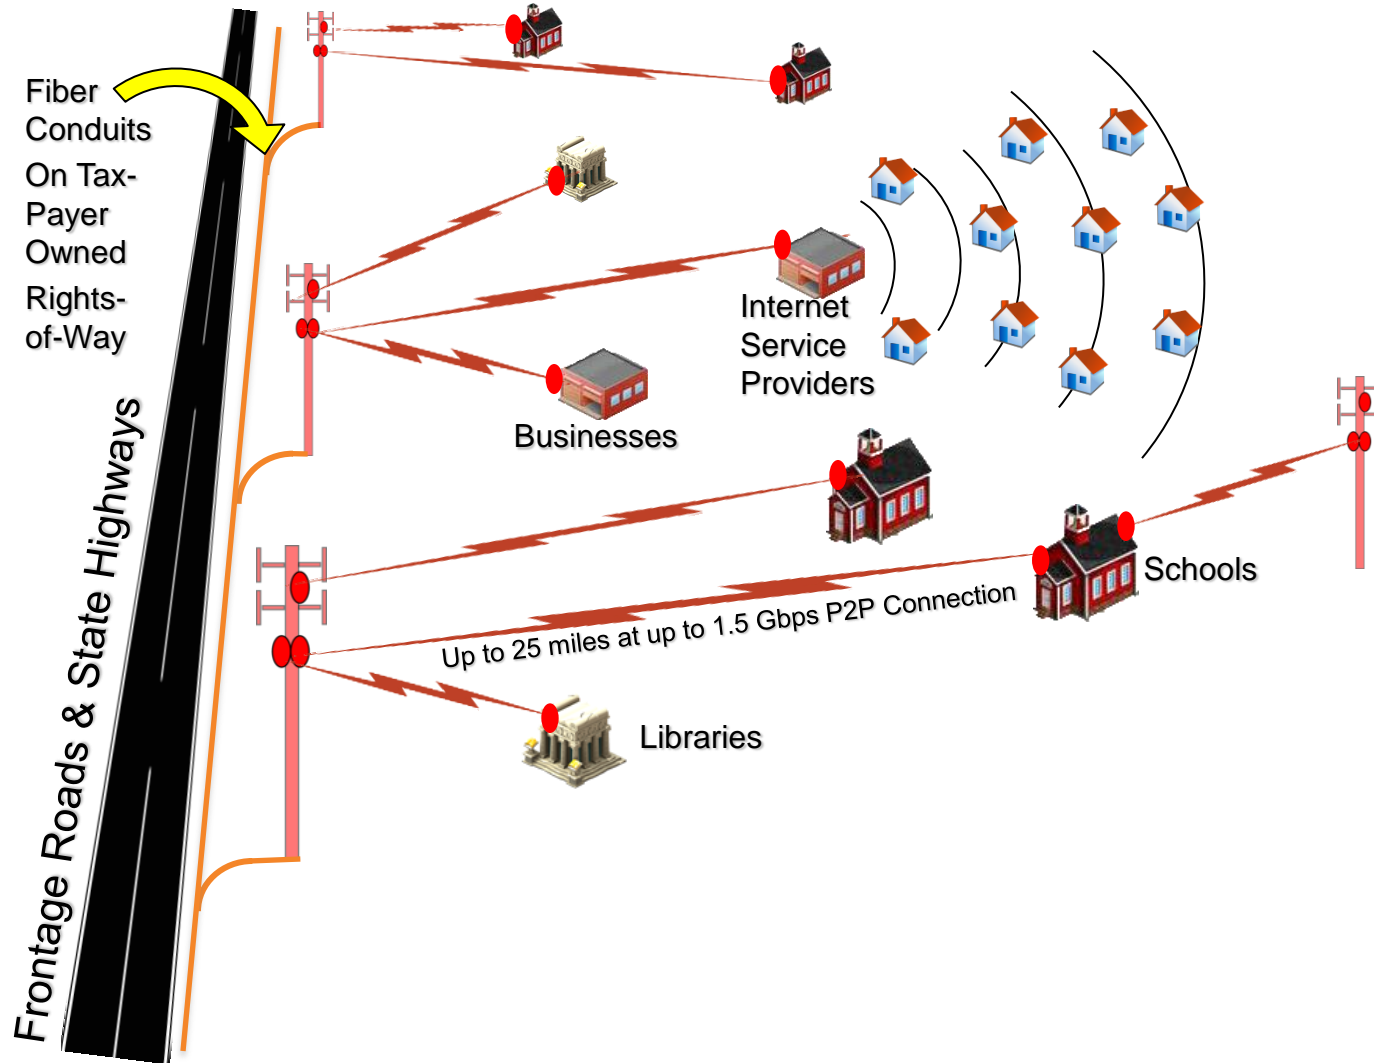 Fiber
Conduits
On Tax-
Payer
Owned
Rights-
of-Way
Frontage Roads & State Highways
Internet
Service
Providers
Businesses
Schools
Up to 25 miles at up to 1.5 Gbps P2P Connection
Libraries